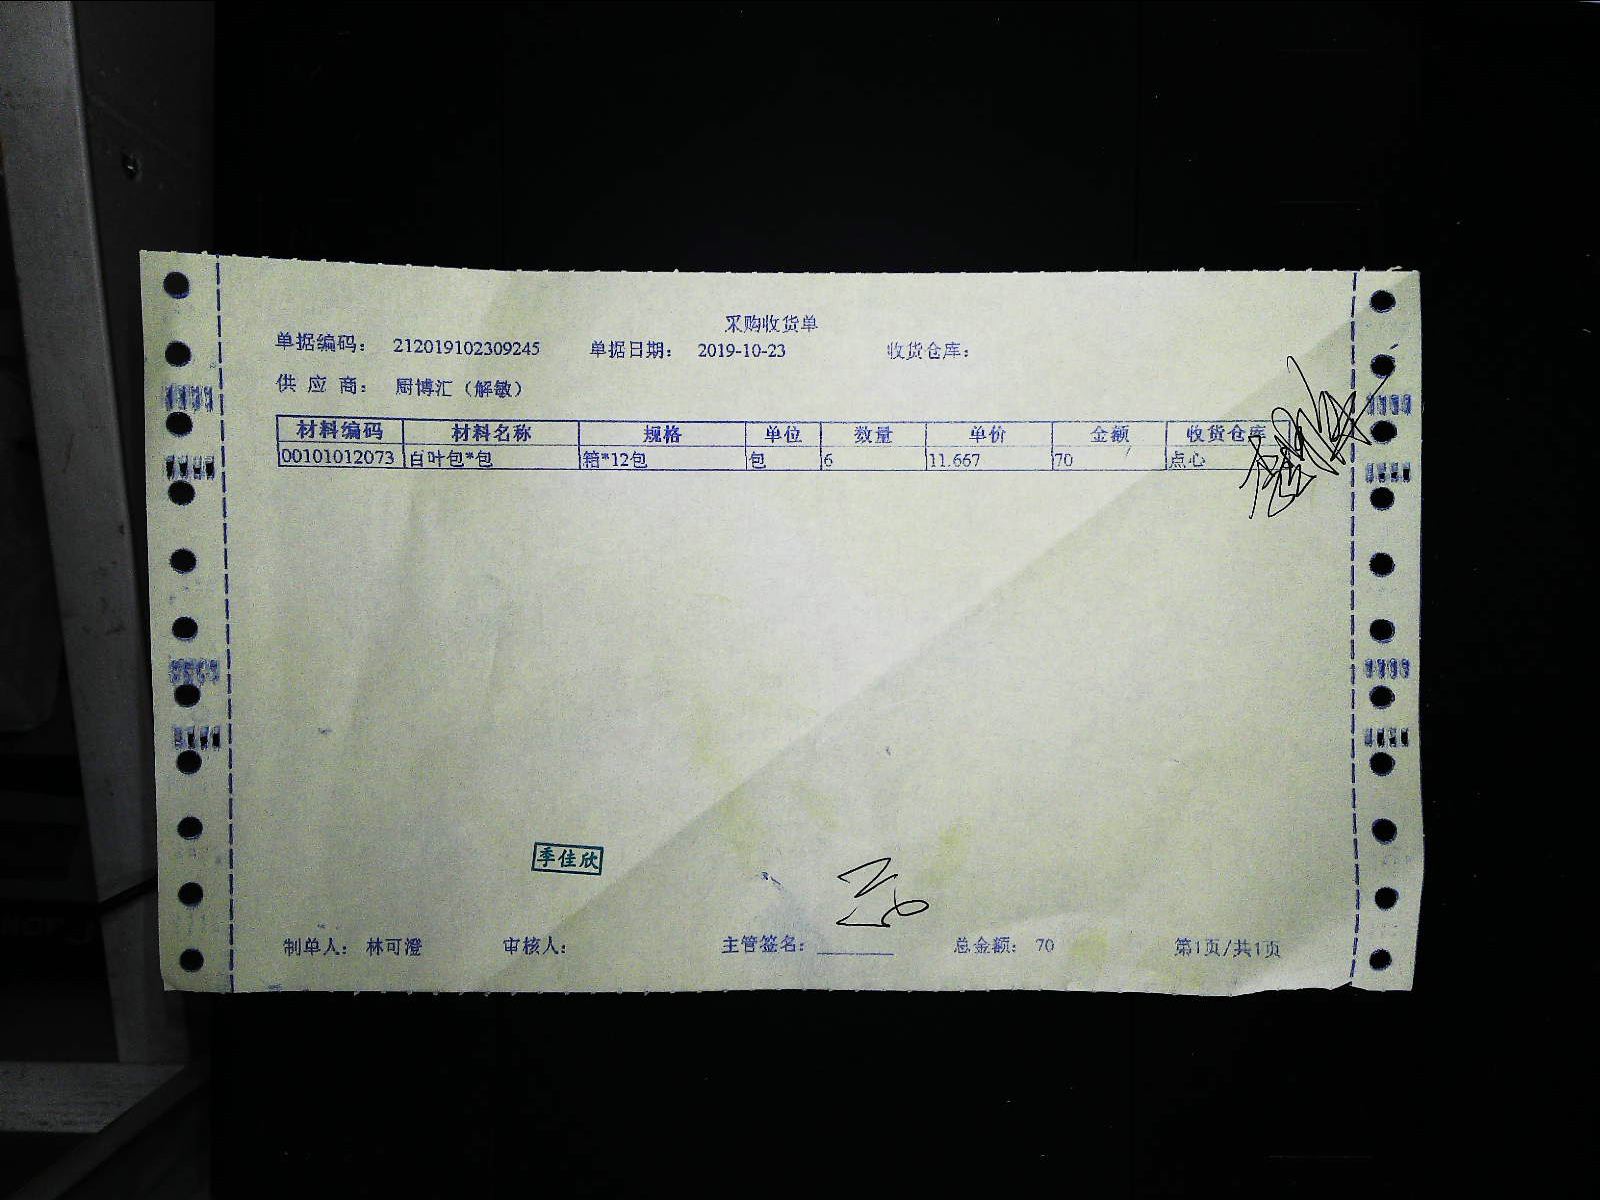 采购收货单
单据编码: 212019102309245 单据日期: 2019-10-23 收货仓库:
供 应 商: 厨博汇（解敏）
材料编码 材料名称 规格 单位 数量 单价 金额 收货仓库
00101012073 百叶包*包 箱*12包 包 6 11.667 70 点心
季佳欣
制单人: 林可澄 审核人: 主管签名: 总金额: 70 第1页/共1页